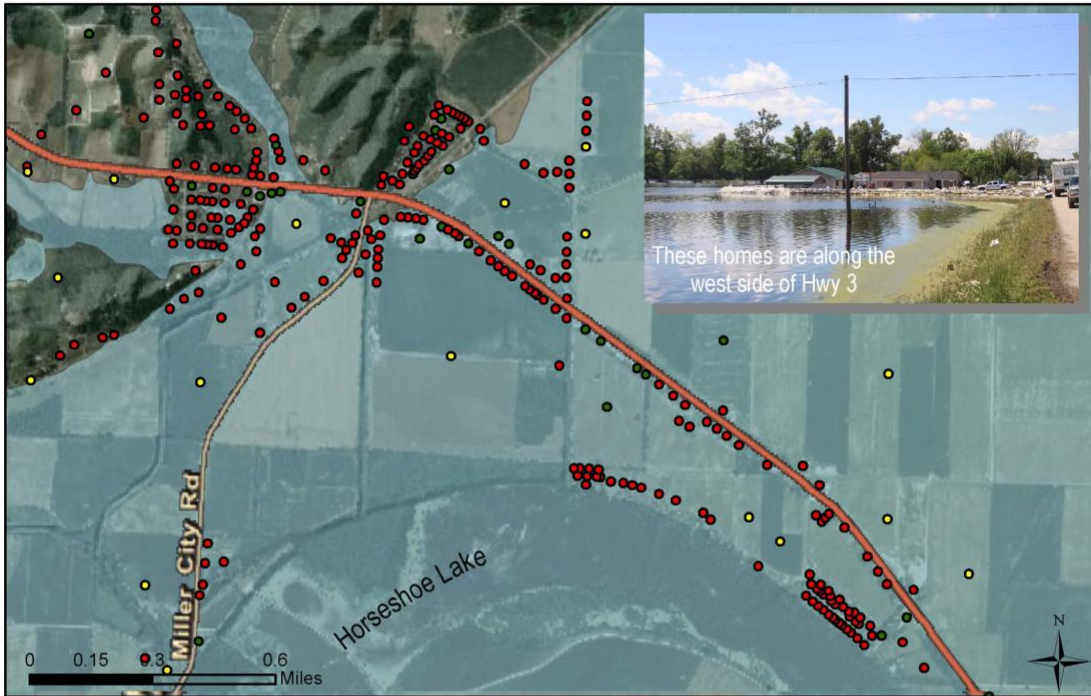 These homes are along the
west side of Hwy 3
Miller City Rd
Horseshoe Lake
N
0 0.15 0.3 0.6
Miles